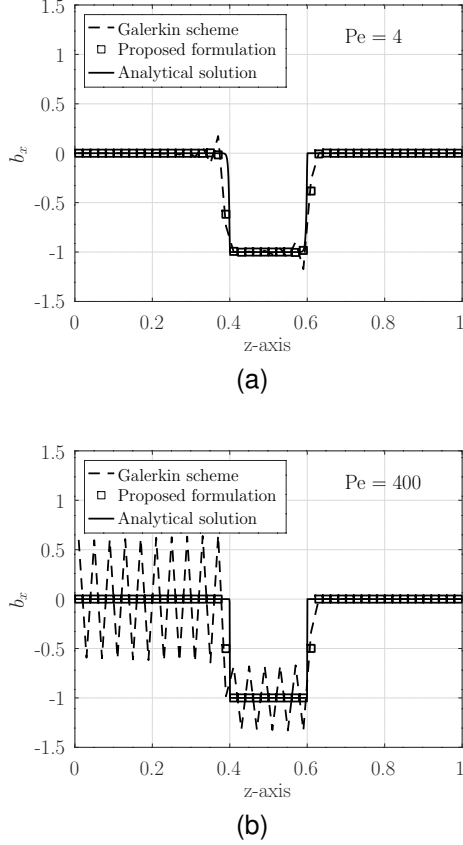 1.5
1
0.5
0
-0.5
-1
-1.5
b_x
Galerkin scheme
Proposed formulation
Analytical solution
Pe = 4
0 0.2 0.4 0.6 0.8 1
z-axis
(a)
1.5
1
0.5
0
-0.5
-1
-1.5
b_x
Galerkin scheme
Proposed formulation
Analytical solution
Pe = 400
0 0.2 0.4 0.6 0.8 1
z-axis
(b)